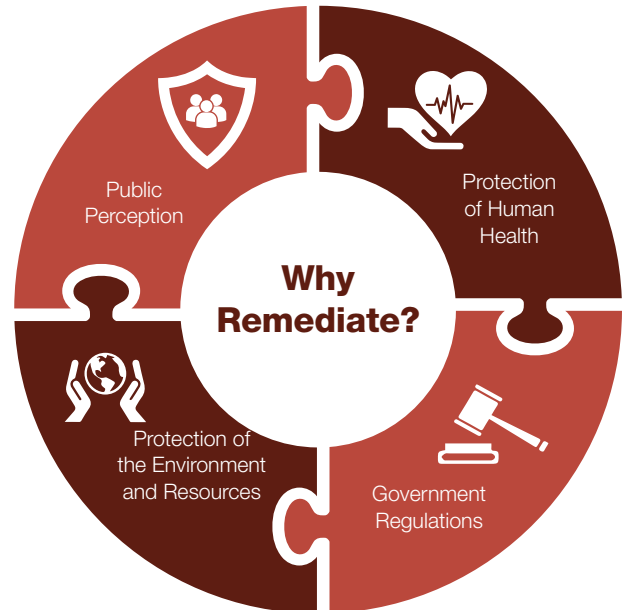 Why
Remediate?
Public
Perception
Protection
of Human
Health
Protection of
the Environment
and Resources
Government
Regulations